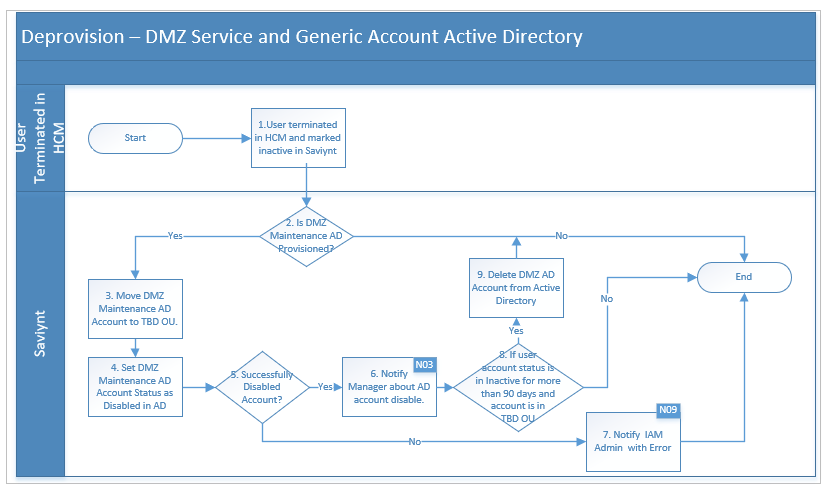 Deprovision – DMZ Service and Generic Account Active Directory
User
Terminated in
HCM
Start
1.User terminated
in HCM and marked
inactive in Saviynt
Saviynt
2. Is DMZ
Maintenance AD
Provisioned?
Yes
No
3. Move DMZ
Maintenance AD
Account to TBD OU.
9. Delete DMZ AD
Account from Active
Directory
End
No
Yes
4. Set DMZ
Maintenance AD
Account Status as
Disabled in AD
5. Successfully
Disabled
Account?
Yes
N03
6. Notify
Manager about AD
account disable.
8. If user
account status is
in Inactive for more
than 90 days and
account is in
TBD OU
No
N09
7. Notify IAM
Admin with Error